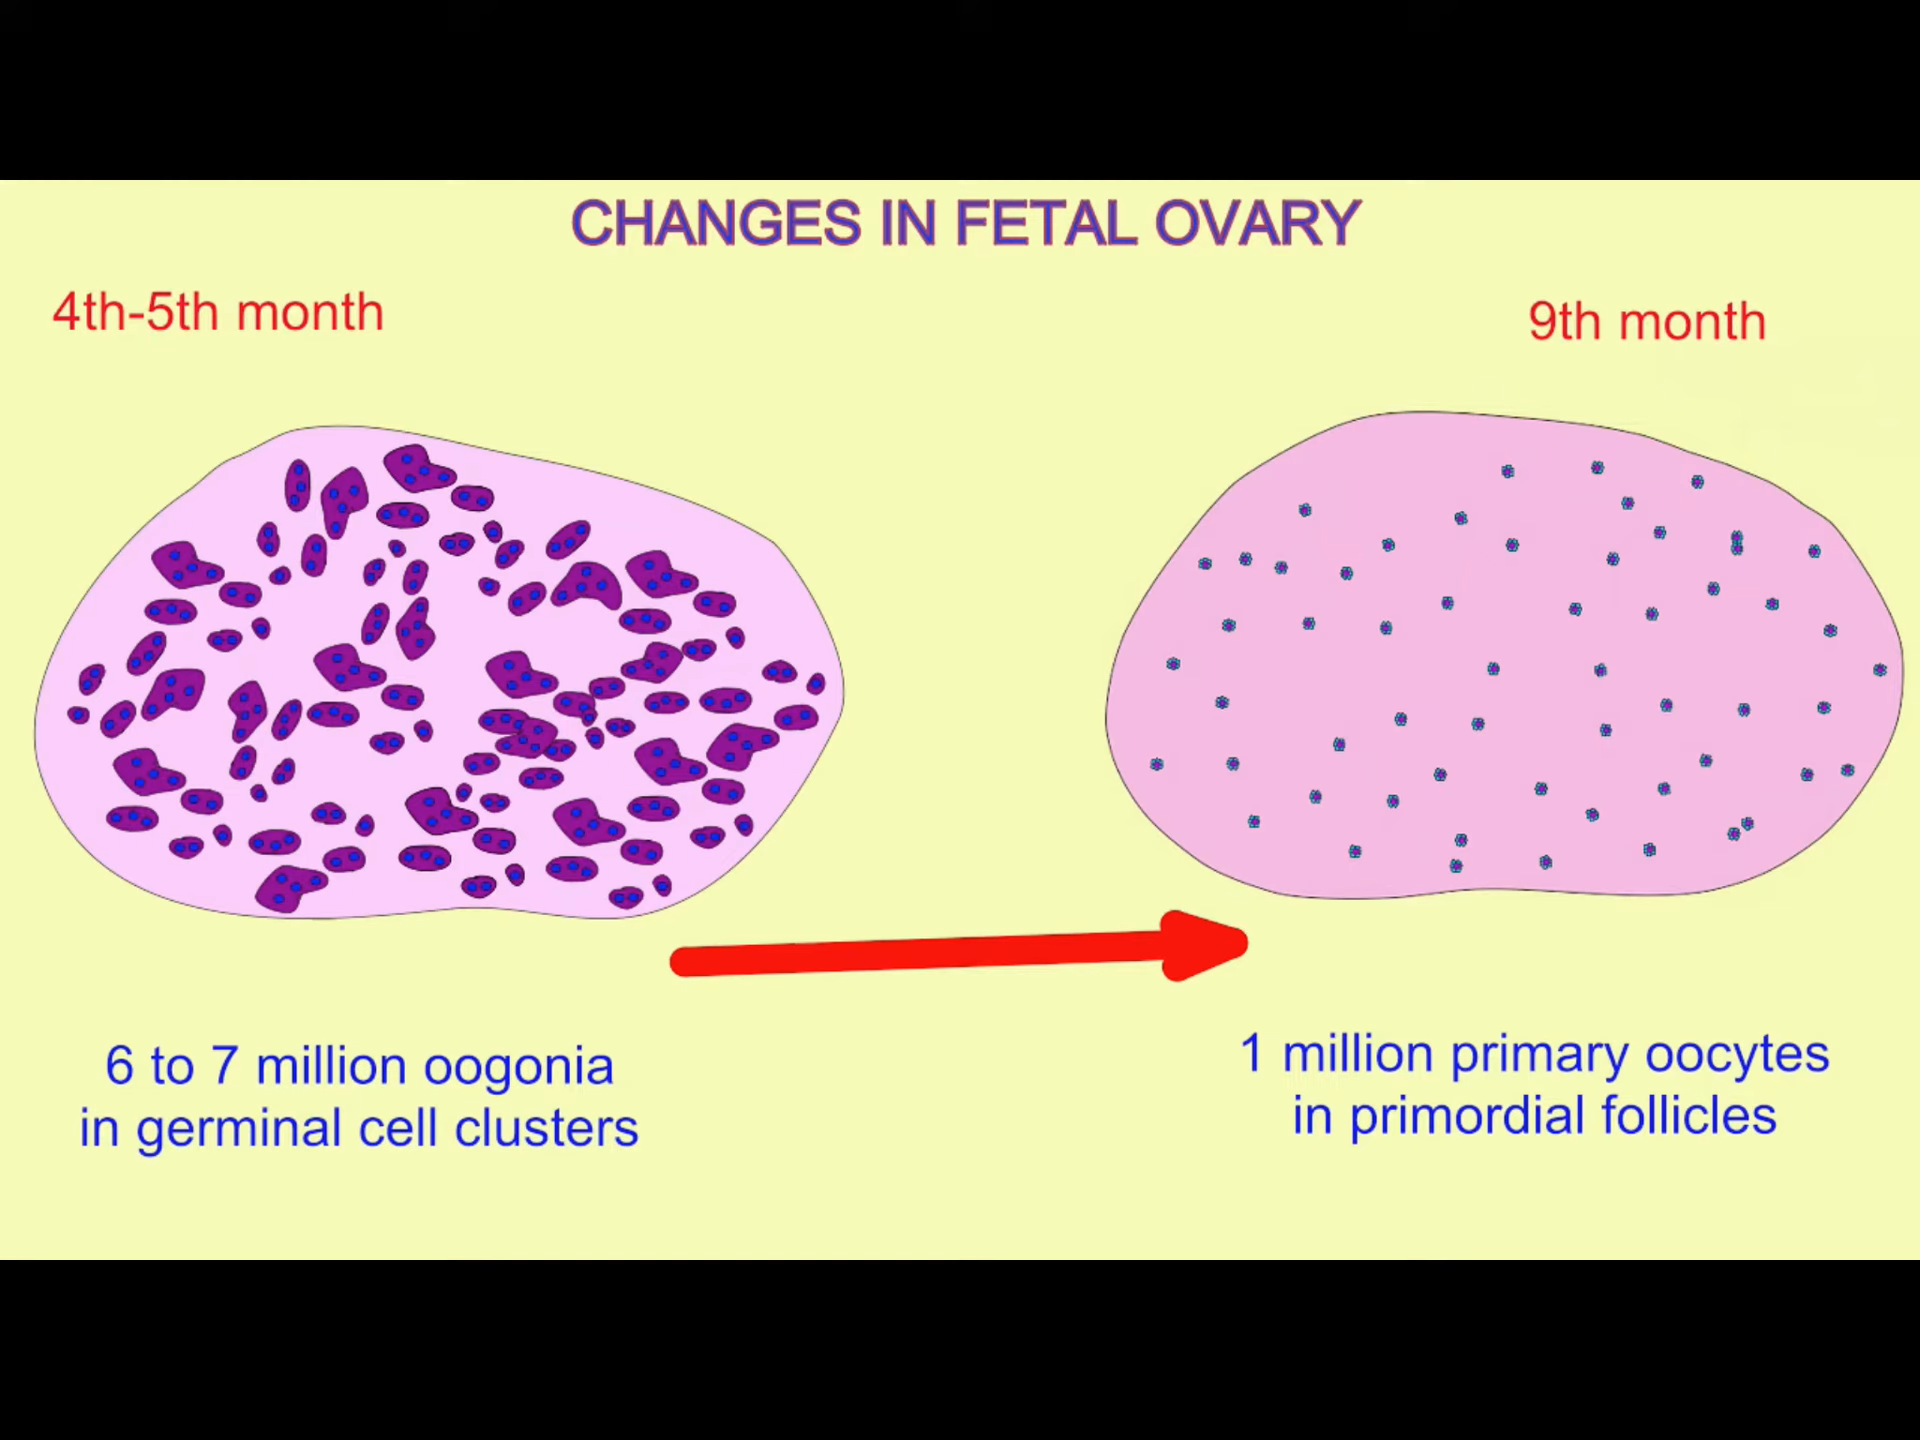 CHANGES IN FETAL OVARY
4th-5th month
9th month
6 to 7 million oogonia
in germinal cell clusters
1 million primary oocytes
in primordial follicles